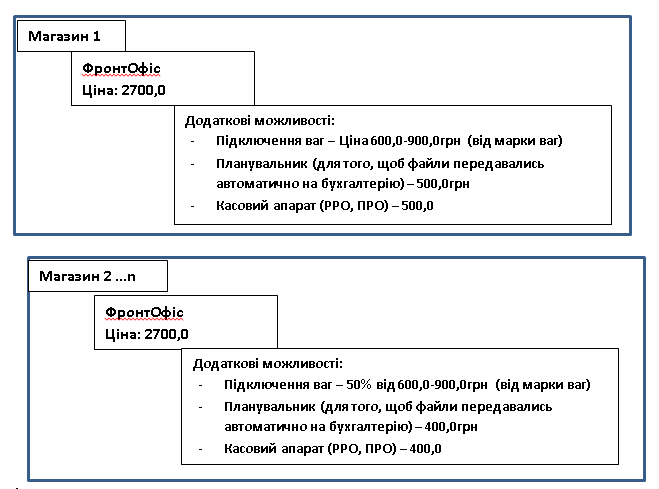 Магазин 1
ФронтОфіс
Ціна: 2700,0
Додаткові можливості:
- Підключення ваг – Ціна 600,0-900,0грн (від марки ваг)
- Планувальник (для того, щоб файли передавались
автоматично на бухгалтерію) – 500,0грн
- Касовий апарат (РРО, ПРО) – 500,0
Магазин 2 ...n
ФронтОфіс
Ціна: 2700,0
Додаткові можливості:
- Підключення ваг – 50% від 600,0-900,0грн (від марки ваг)
- Планувальник (для того, щоб файли передавались
автоматично на бухгалтерію) – 400,0грн
- Касовий апарат (РРО, ПРО) – 400,0